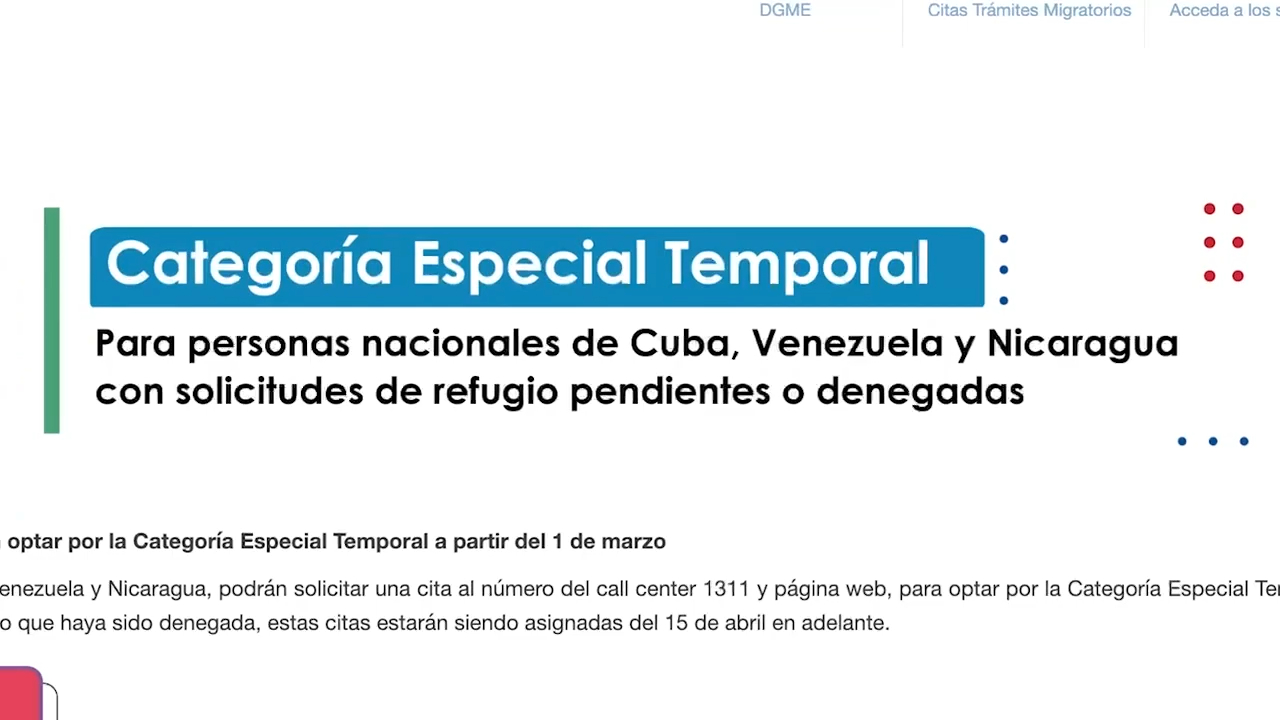 DGME
Citas Trámites Migratorios
Acceda a los
Categoría Especial Temporal
Para personas nacionales de Cuba, Venezuela y Nicaragua
con solicitudes de refugio pendientes o denegadas
optar por la Categoría Especial Temporal a partir del 1 de marzo
enezuela y Nicaragua, podrán solicitar una cita al número del call center 1311 y página web, para optar por la Categoría Especial
o que haya sido denegada, estas citas estarán siendo asignadas del 15 de abril en adelante.